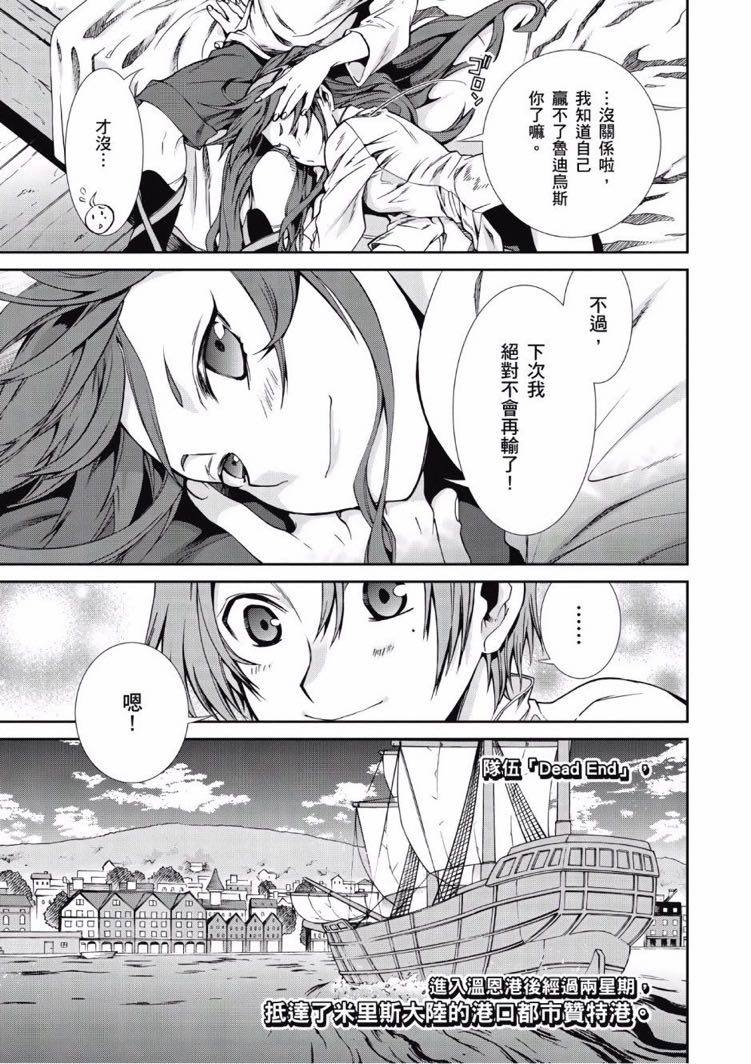 …沒關係啦，
我知道自己
贏不了魯迪烏斯
你了嘛。
ゴロン
才沒…
不過，
下次我
絕對不會再輸了！
……
嗯！
隊伍「Dead End」，
進入溫恩港後經過兩星期，
抵達了米里斯大陸的港口都市贊特港。